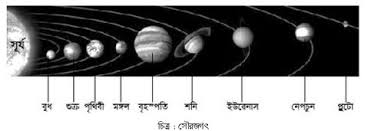 সূর্য
বুধ শুক্র পৃথিবী মঙ্গল বৃহস্পতি শনি ইউরেনাস নেপচুন প্লুটো
চিত্র : সৌরজগৎ